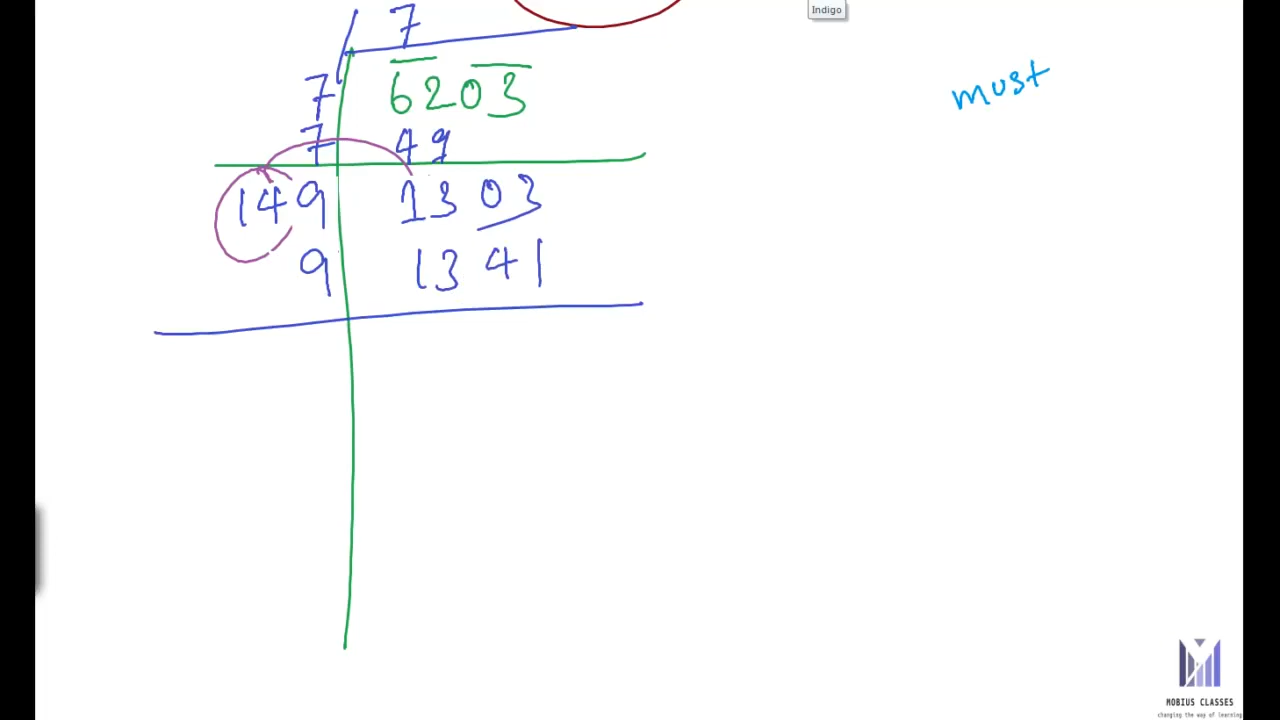 7
Indigo
7 6203
must
7 49
149 1303
9 1341
MOBIUS CLASSES
changing the way of learning